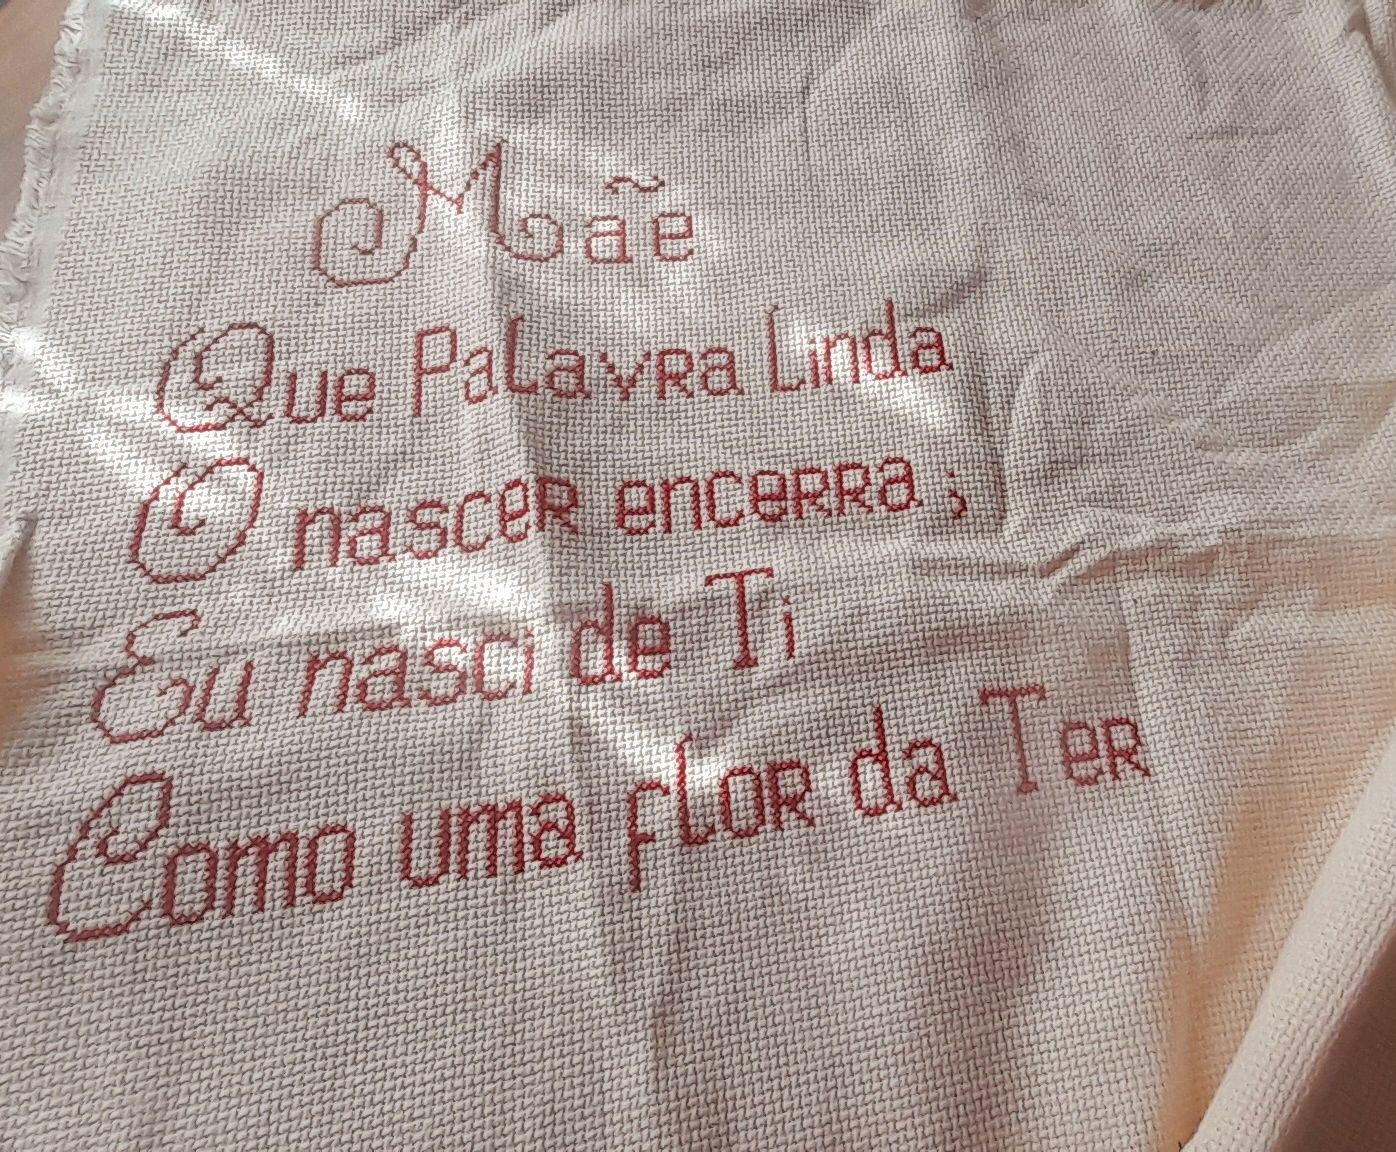 Mãe
Que Palavra Linda
O nascer encerra;
Eu nasci de Ti
Como uma flor da Ter